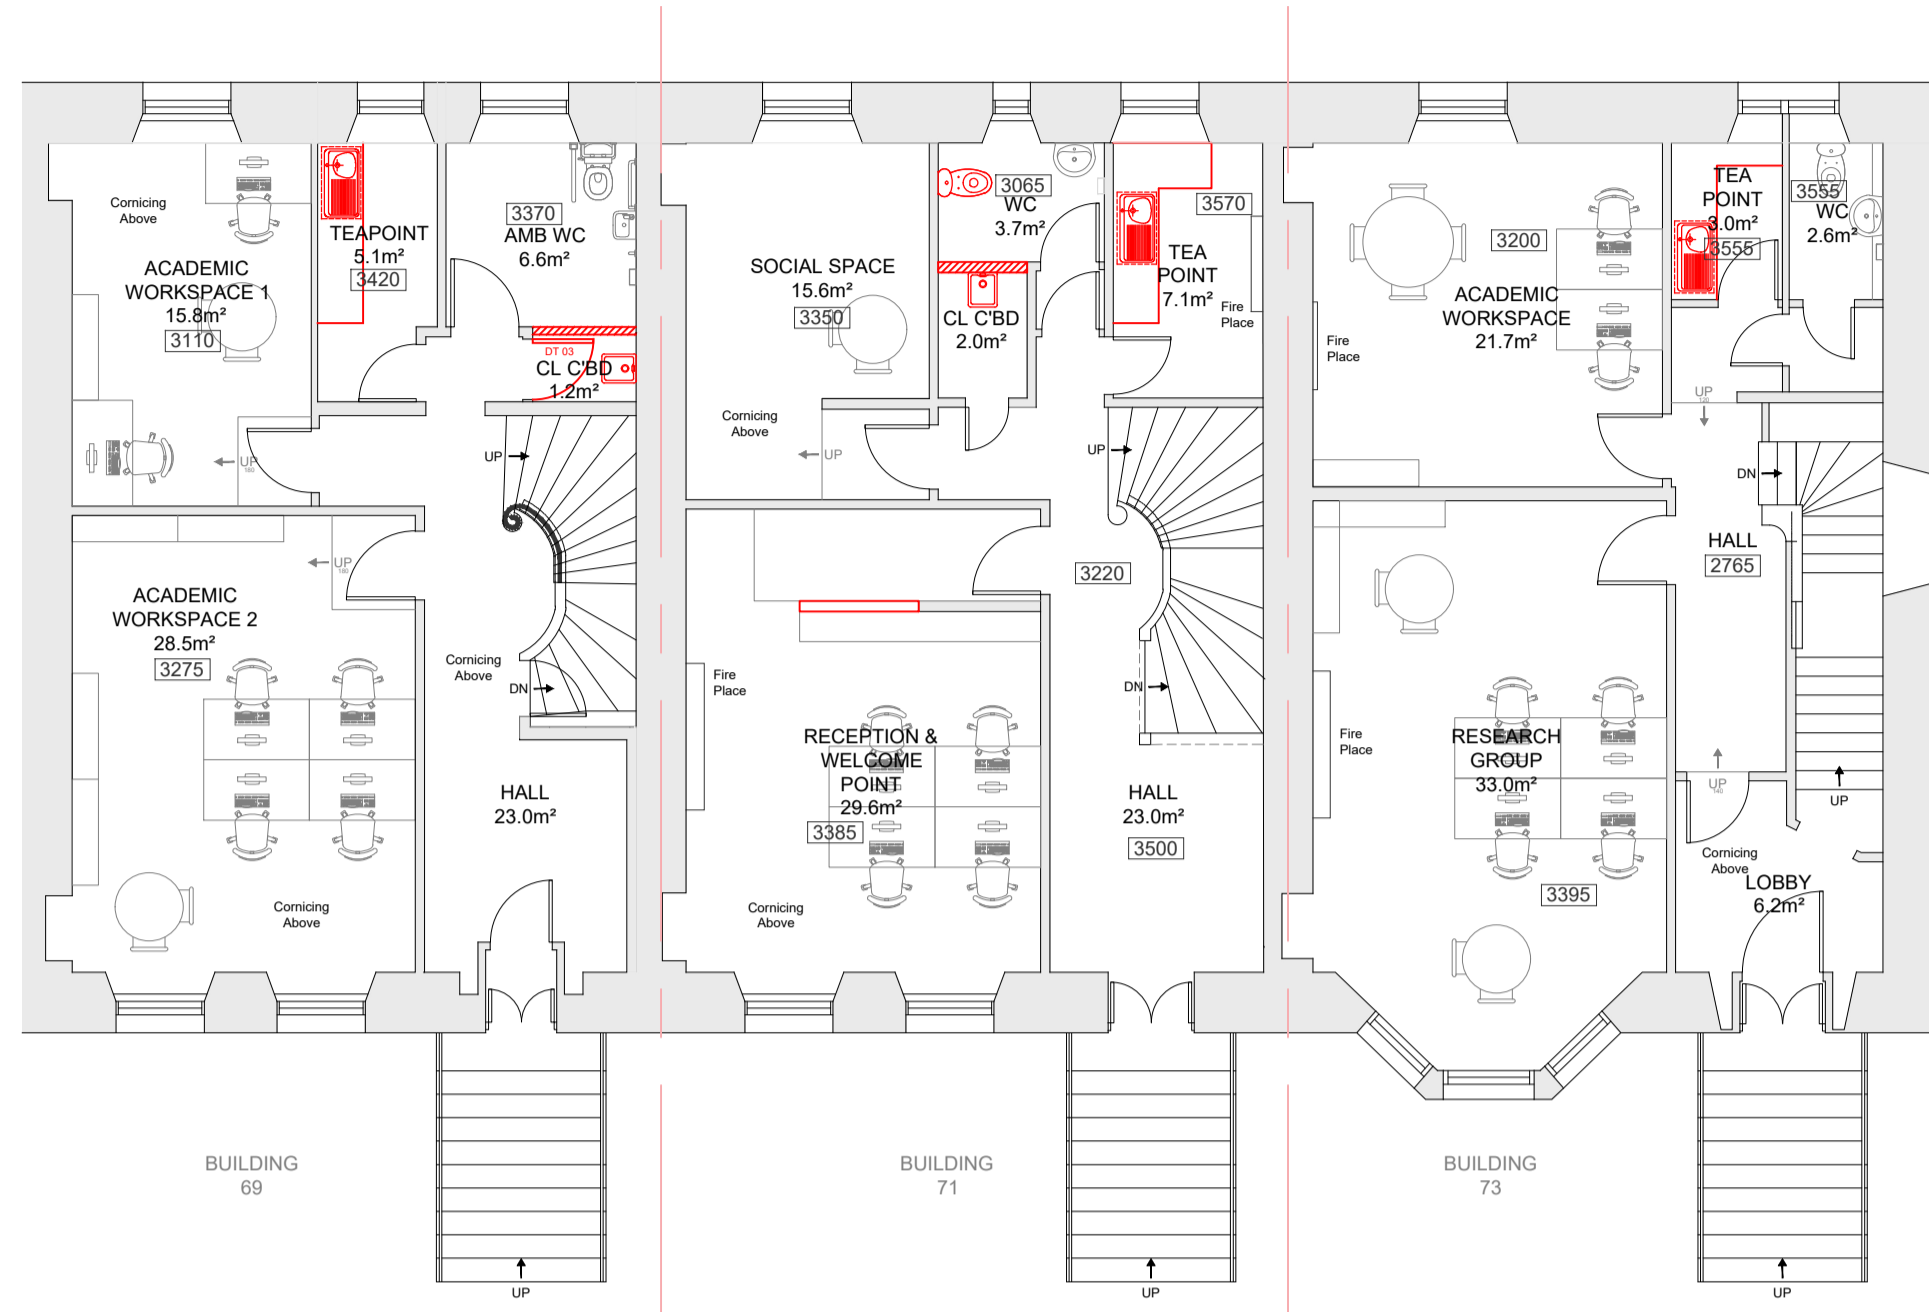 Cornicing
Above
ACADEMIC
WORKSPACE 1
15.8m²
3110
UP
180
TEAPOINT
5.1m²
3420
3370
AMB WC
6.6m²
DT 03
CL C'BD
1.2m²
UP
ACADEMIC
WORKSPACE 2
28.5m²
3275
UP
180
Cornicing
Above
DN
Cornicing
Above
HALL
23.0m²
BUILDING
69
UP
SOCIAL SPACE
15.6m²
3350
Cornicing
Above
UP
3065
WC
3.7m²
CL C'BD
2.0m²
3570
TEA
POINT
7.1m²
Fire
Place
UP
3220
DN
Fire
Place
RECEPTION &
WELCOME
POINT
29.6m²
3385
Cornicing
Above
HALL
23.0m²
3500
BUILDING
71
UP
3200
ACADEMIC
WORKSPACE
21.7m²
Fire
Place
TEA
POINT
3.0m²
3555
3555
WC
2.6m²
UP
120
DN
HALL
2765
Fire
Place
RESEARCH
GROUP
33.0m²
3395
UP
140
UP
Cornicing
Above
LOBBY
6.2m²
BUILDING
73
UP